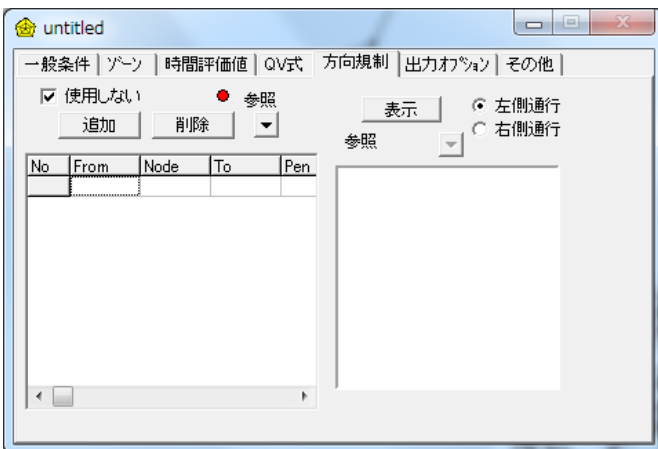 untitled
一般条件 ゾーン 時間評価値 QV式 方向規制 出力オプション その他
使用しない 参照
追加 削除
表示 左側通行
右側通行
参照
No From Node To Pen